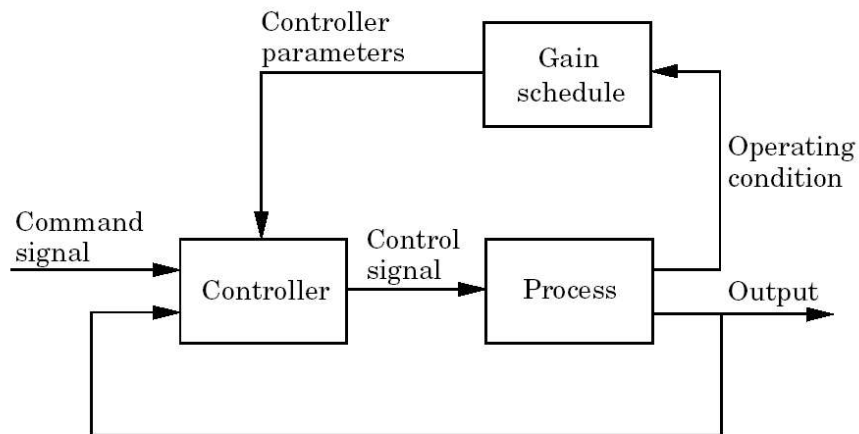 Controller
parameters
Gain
schedule
Operating
condition
Command
signal
Controller
Control
signal
Process
Output